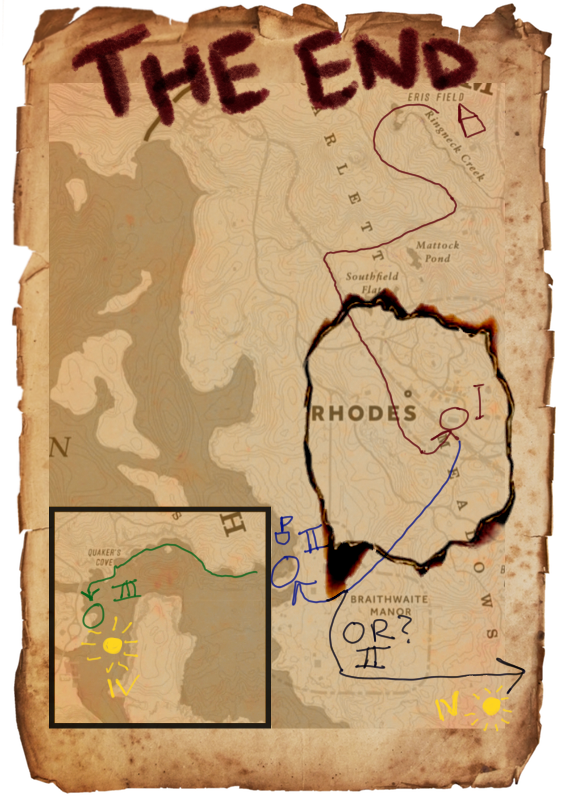 THE END
M
ERIS FIELD
Ringneck Creek
ARLETT
Mattock
Pond
Southfield
Flats
RHODES
I
N
MEADOWS
S
H
QUAKER'S
COVE
B
II
III
BRAITHWAITE
MANOR
OR?
II
IV
IV